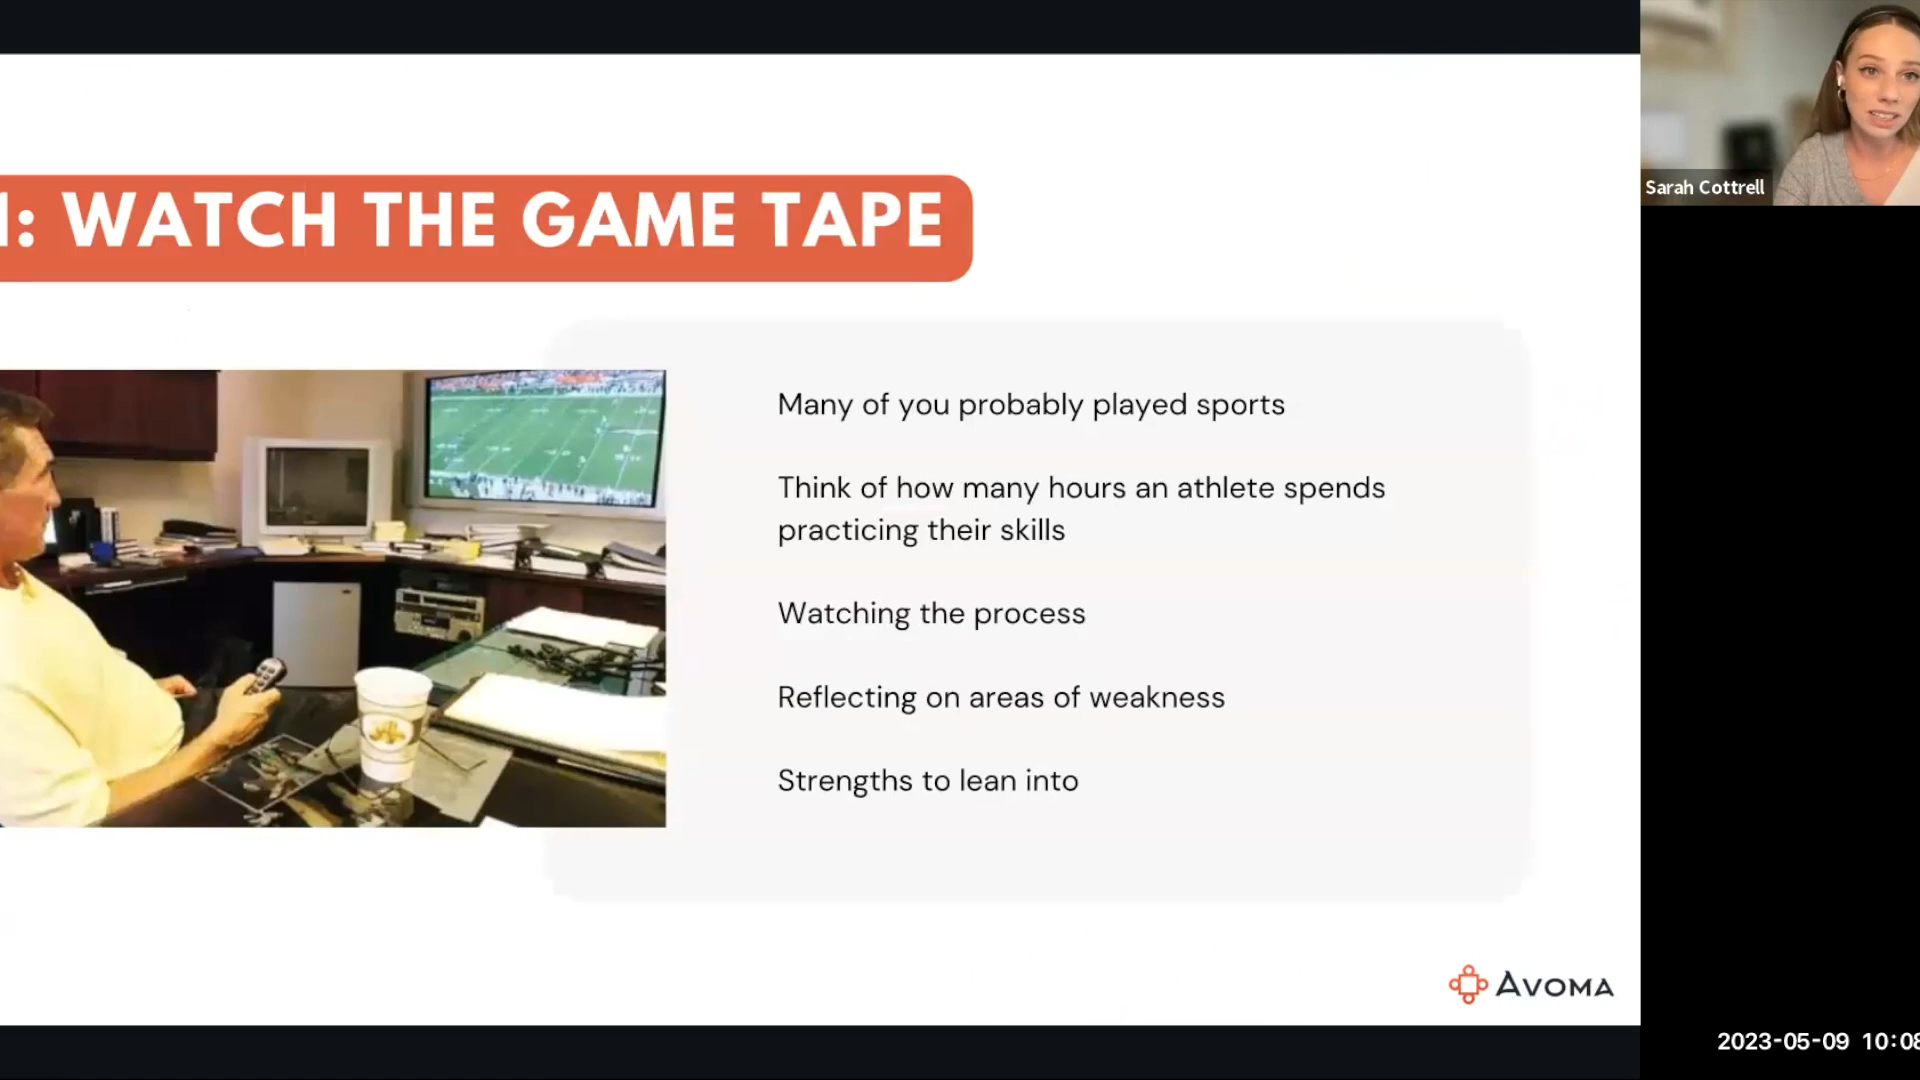 1: WATCH THE GAME TAPE
Many of you probably played sports
Think of how many hours an athlete spends
practicing their skills
Watching the process
Reflecting on areas of weakness
Strengths to lean into
AVOMA
Sarah Cottrell
2023-05-09 10:08